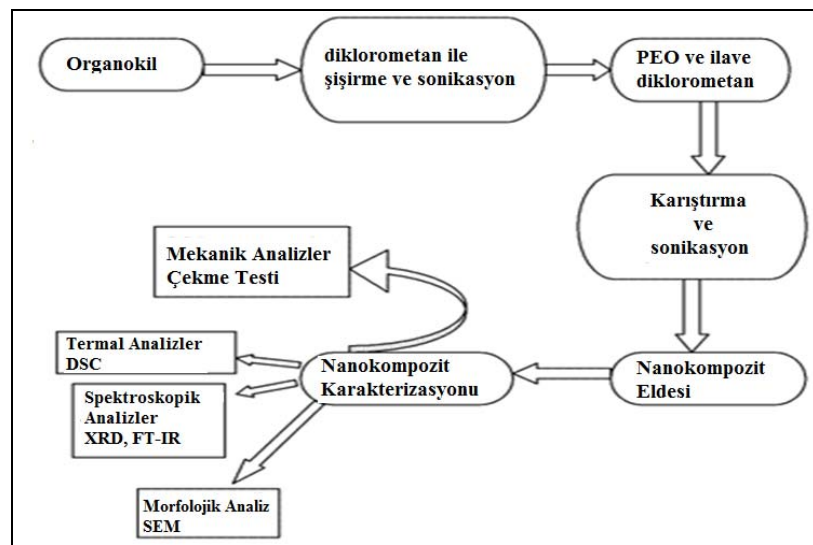 Organokil
diklorometan ile
şişirme ve sonikasyon
PEO ve ilave
diklorometan
Karıştırma
ve
sonikasyon
Nanokompozit
Eldesi
Nanokompozit
Karakterizasyonu
Mekanik Analizler
Çekme Testi
Termal Analizler
DSC
Spektroskopik
Analizler
XRD, FT-IR
Morfolojik Analiz
SEM